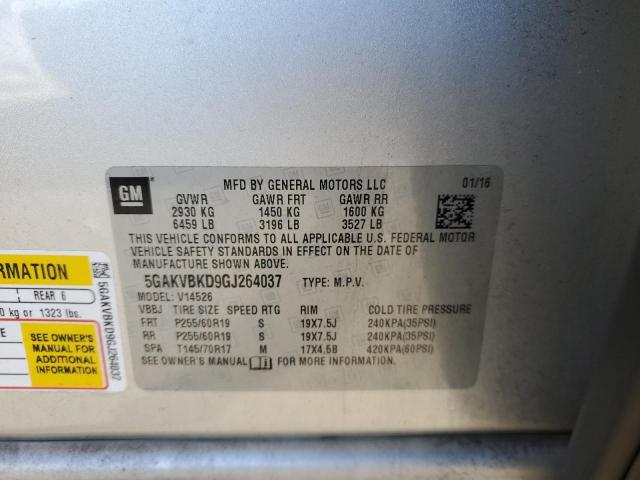 GM
MFD BY GENERAL MOTORS LLC 01/16
GVWR GAWR FRT GAWR RR
2930 KG 1450 KG 1600 KG
6459 LB 3196 LB 3527 LB
THIS VEHICLE CONFORMS TO ALL APPLICABLE U.S. FEDERAL MOTOR
VEHICLE SAFETY STANDARDS IN EFFECT ON THE DATE OF
MANUFACTURE SHOWN ABOVE.
5GAKVBKD9GJ264037 TYPE: M.P.V.
MODEL: V14526
VBBJ TIRE SIZE SPEED RTG RIM COLD TIRE PRESSURE
FRT P255/60R19 S 19X7.5J 240KPA(35PSI)
RR P255/60R19 S 19X7.5J 240KPA(35PSI)
SPA T145/70R17 M 17X4.5B 420KPA(60PSI)
SEE OWNER'S MANUAL FOR MORE INFORMATION
REAR 6
0 kg or 1323 lbs.
SEE OWNER'S
MANUAL FOR
ADDITIONAL
INFORMATION
5GAKVBKD9GJ264037